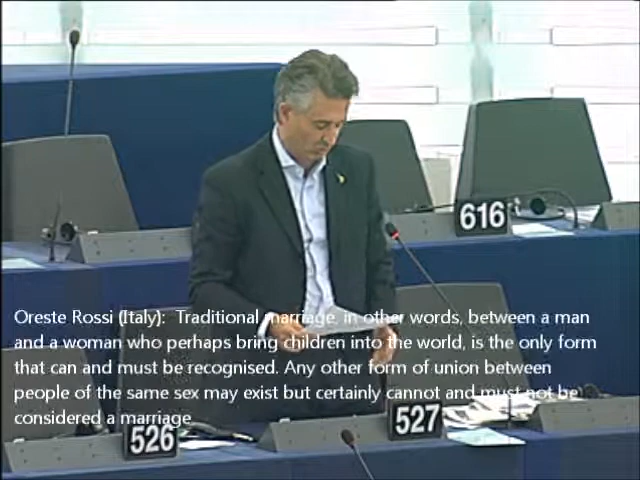 616
Oreste Rossi (Italy):  Traditional marriage, in other words, between a man
and a woman who perhaps bring children into the world, is the only form
that can and must be recognised. Any other form of union between
people of the same sex may exist but certainly cannot and must not be
considered a marriage
527
526